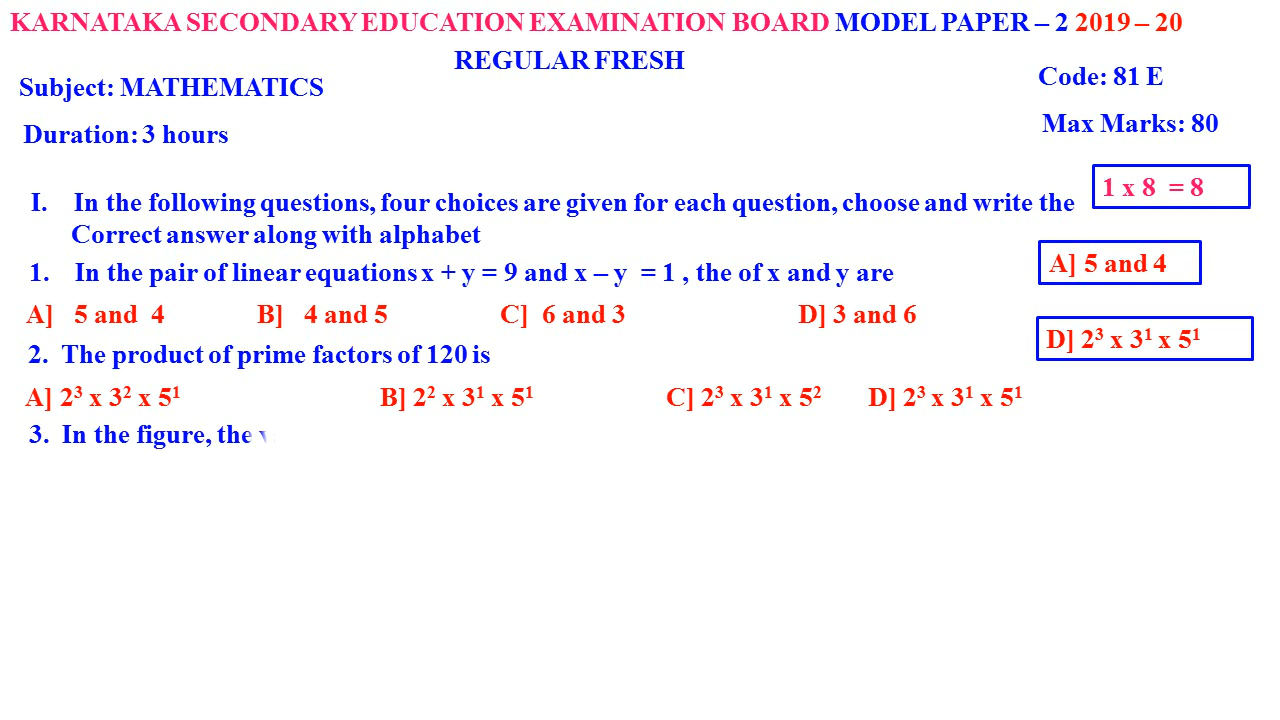 KARNATAKA SECONDARY EDUCATION EXAMINATION BOARD MODEL PAPER – 2 2019 – 20
REGULAR FRESH
Subject: MATHEMATICS
Code: 81 E
Duration: 3 hours
Max Marks: 80
1 x 8 = 8
I. In the following questions, four choices are given for each question, choose and write the
Correct answer along with alphabet
1. In the pair of linear equations x + y = 9 and x – y = 1 , the of x and y are
A] 5 and 4
A] 5 and 4 B] 4 and 5 C] 6 and 3 D] 3 and 6
2. The product of prime factors of 120 is
D] 2³ x 3¹ x 5¹
A] 2³ x 3² x 5¹ B] 2² x 3¹ x 5¹ C] 2³ x 3¹ x 5² D] 2³ x 3¹ x 5¹
3. In the figure, the